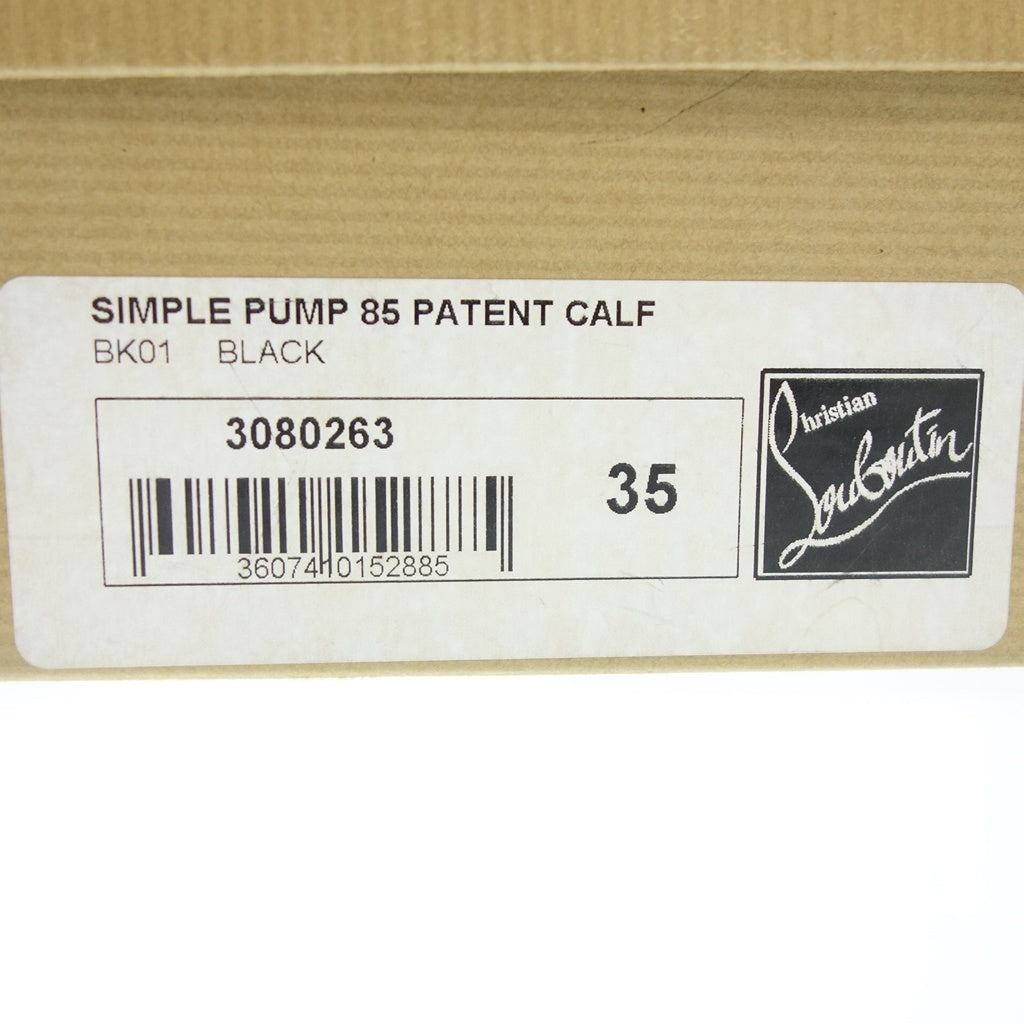 SIMPLE PUMP 85 PATENT CALF
BK01 BLACK
3080263
35
3607410152885
Christian
Louboutin